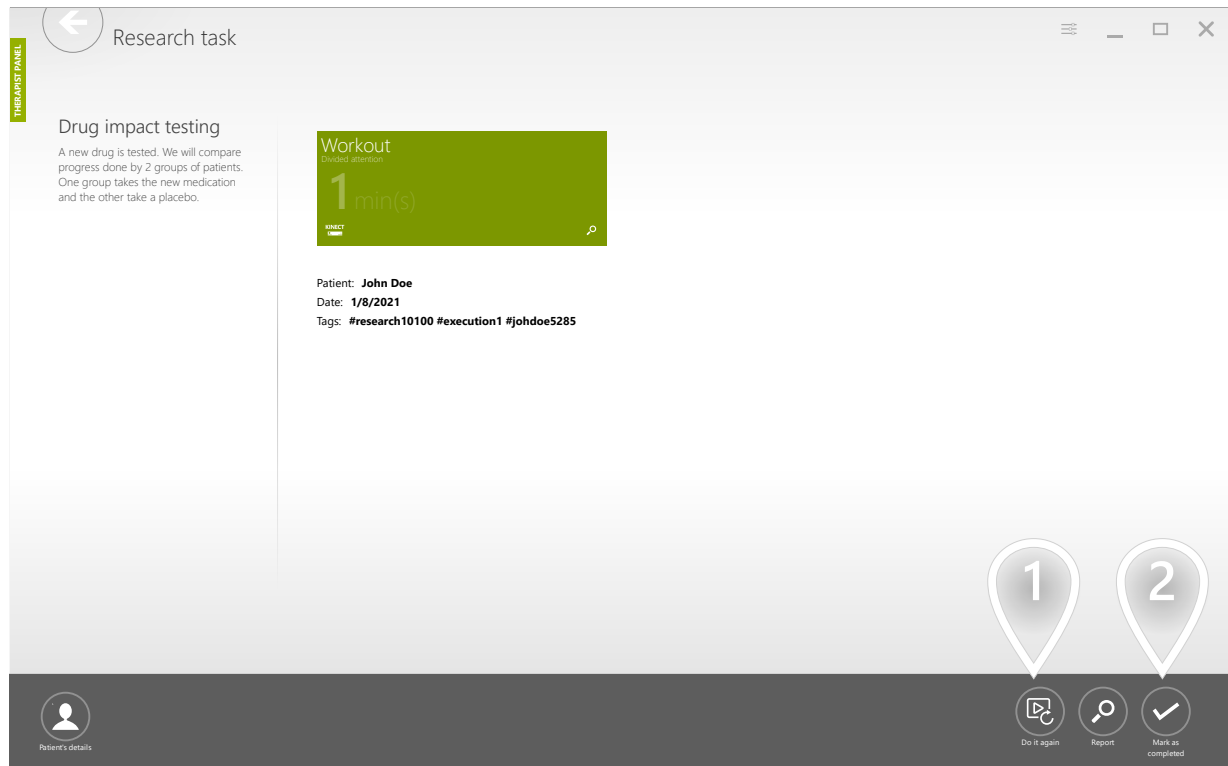 Research task
THERAPIST PANEL
Drug impact testing
A new drug is tested. We will compare
progress done by 2 groups of patients.
One group takes the new medication
and the other take a placebo.
Workout
Divided attention
1 min(s)
KINECT
Patient: John Doe
Date: 1/8/2021
Tags: #research10100 #execution1 #johdoe5285
1
2
Patient's details
Do it again
Report
Mark as
completed